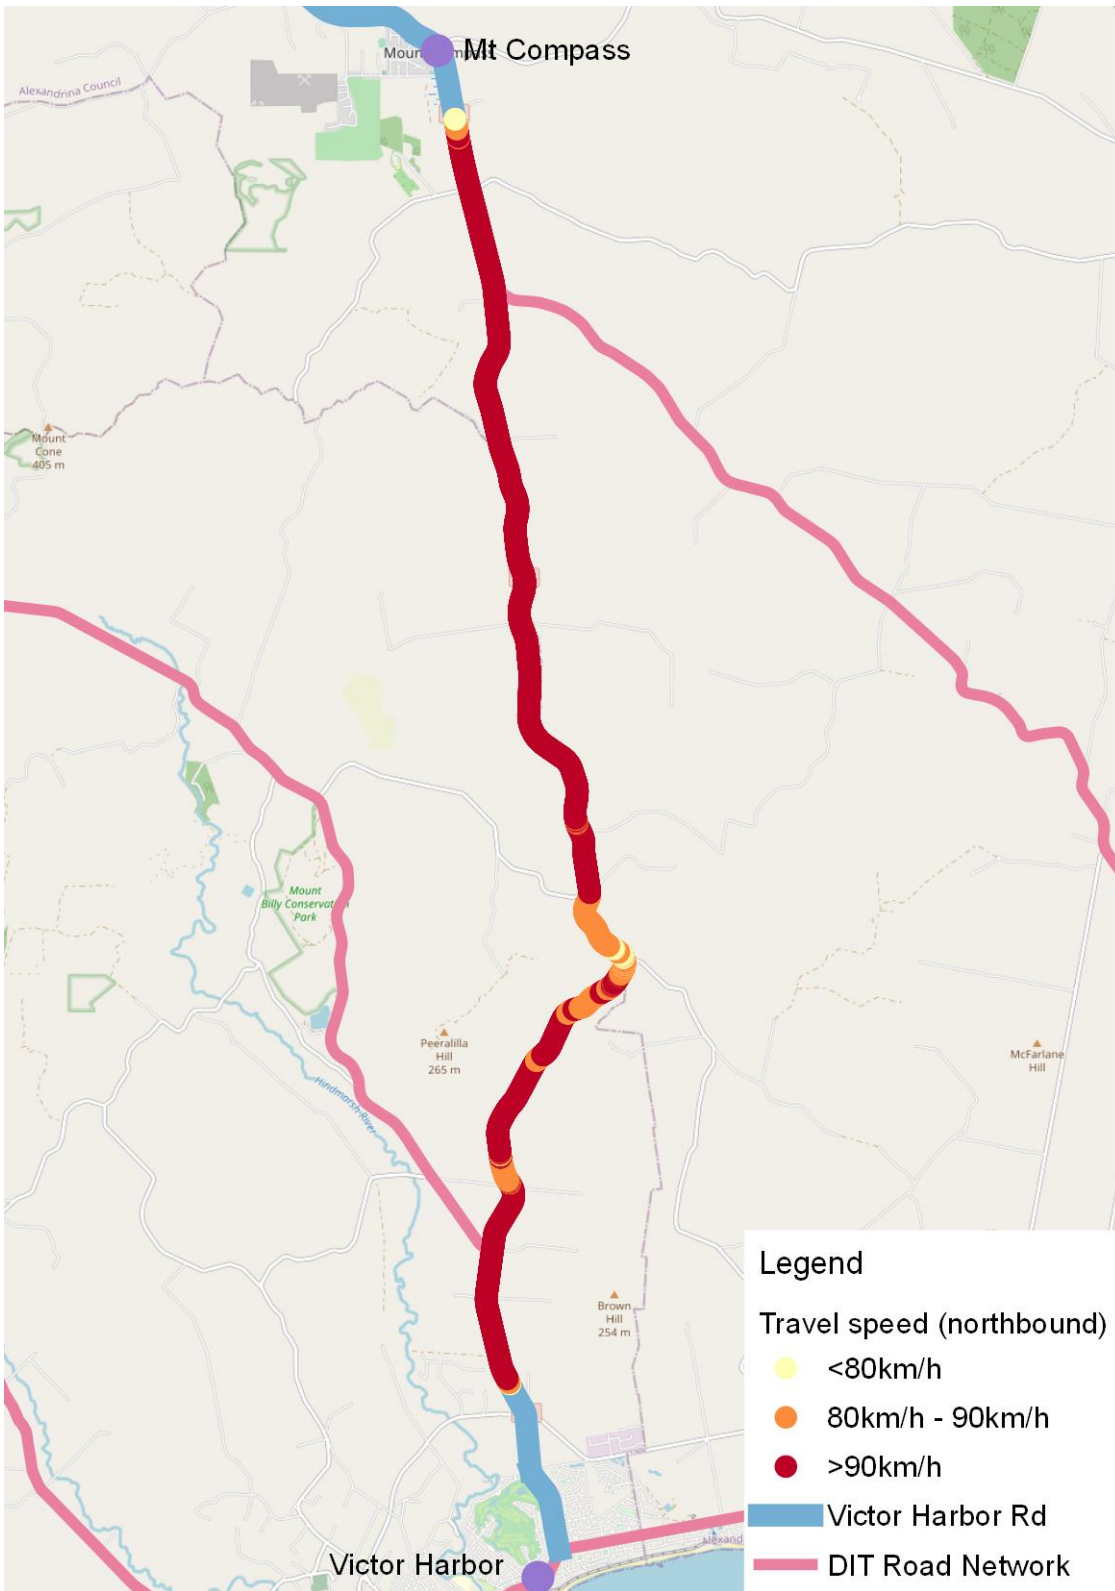 Mt Compass
Alexandrina Council
Mount
Cone
405 m
Mount
Billy Conservation
Park
Peeralilla
Hill
265 m
McFarlane
Hill
Hindmarsh River
Brown
Hill
254 m
Victor Harbor
Legend
Travel speed (northbound)
<80km/h
80km/h - 90km/h
>90km/h
Victor Harbor Rd
DIT Road Network